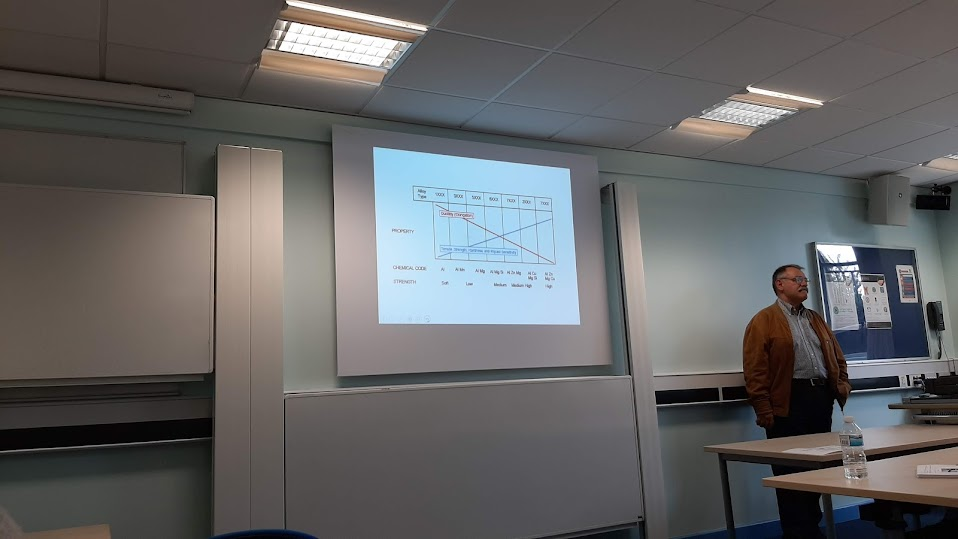 Alloy Type 1XXX 3XXX 5XXX 6XXX 7XXX 2XXX 7XXX
Ductility (Elongation)
PROPERTY
Tensile, Strength, Hardness, and Impact sensitivity
CHEMICAL CODE Al Al Mn Al Mg Al Mg Si Al Zn Mg Al Cu Mg Si Al Zn Mg Cu
STRENGTH Soft Low Medium Medium High High